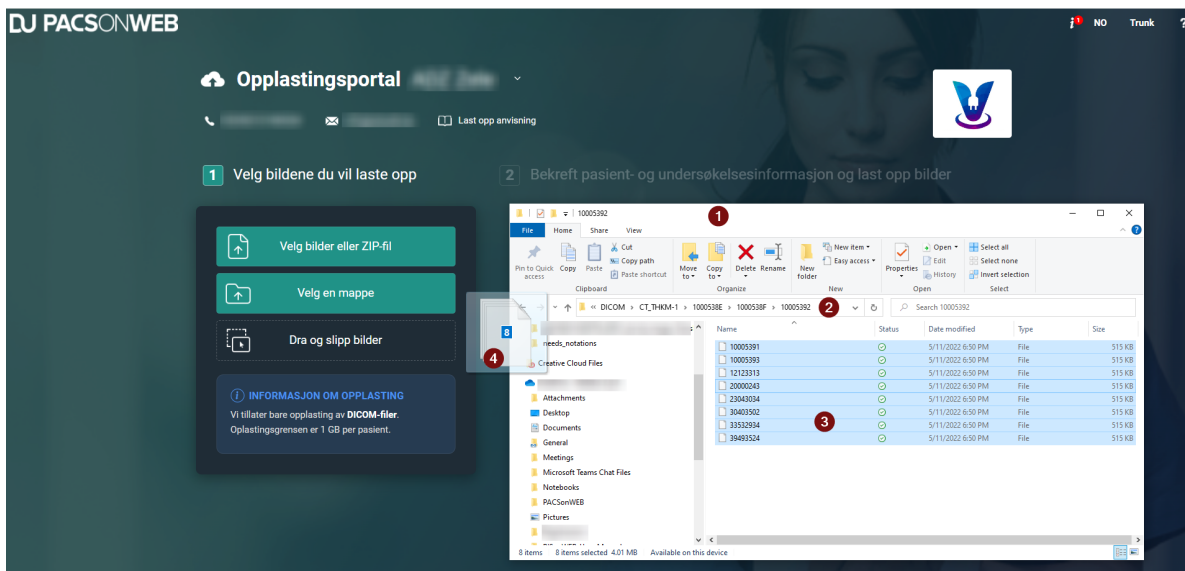 DJ PACSONWEB
i 1 NO Trunk ?
Opplastingsportal
Last opp anvisning
1 Velg bildene du vil laste opp
2 Bekreft pasient- og undersøkelsesinformasjon og last opp bilder
Velg bilder eller ZIP-fil
Velg en mappe
Dra og slipp bilder
INFORMASJON OM OPPLASTING
Vi tillater bare opplasting av DICOM-filer.
Oplastingsgrensen er 1 GB per pasient.
10005392
1
File Home Share View
Pin to Quick access
Copy
Paste
Cut
Copy path
Paste shortcut
Move to
Copy to
Delete
Rename
New folder
New item
Easy access
Properties
Open
Edit
History
Select all
Select none
Invert selection
Clipboard Organize New Open Select
« DICOM > CT_THKM-1 > 1000538E > 1000538F > 10005392
2
Search 10005392
needs_notations
Creative Cloud Files
Attachments
Desktop
Documents
General
Meetings
Microsoft Teams Chat Files
Notebooks
PACSonWEB
Pictures
8
4
Name Status Date modified Type Size
10005391 5/11/2022 6:50 PM File 515 KB
10005393 5/11/2022 6:50 PM File 515 KB
12123313 5/11/2022 6:50 PM File 515 KB
20000243 5/11/2022 6:50 PM File 515 KB
23043034 5/11/2022 6:50 PM File 515 KB
30403502 5/11/2022 6:50 PM File 515 KB
33532934 5/11/2022 6:50 PM File 515 KB
39493524 5/11/2022 6:50 PM File 515 KB
3
8 items 8 items selected 4.01 MB Available on this device